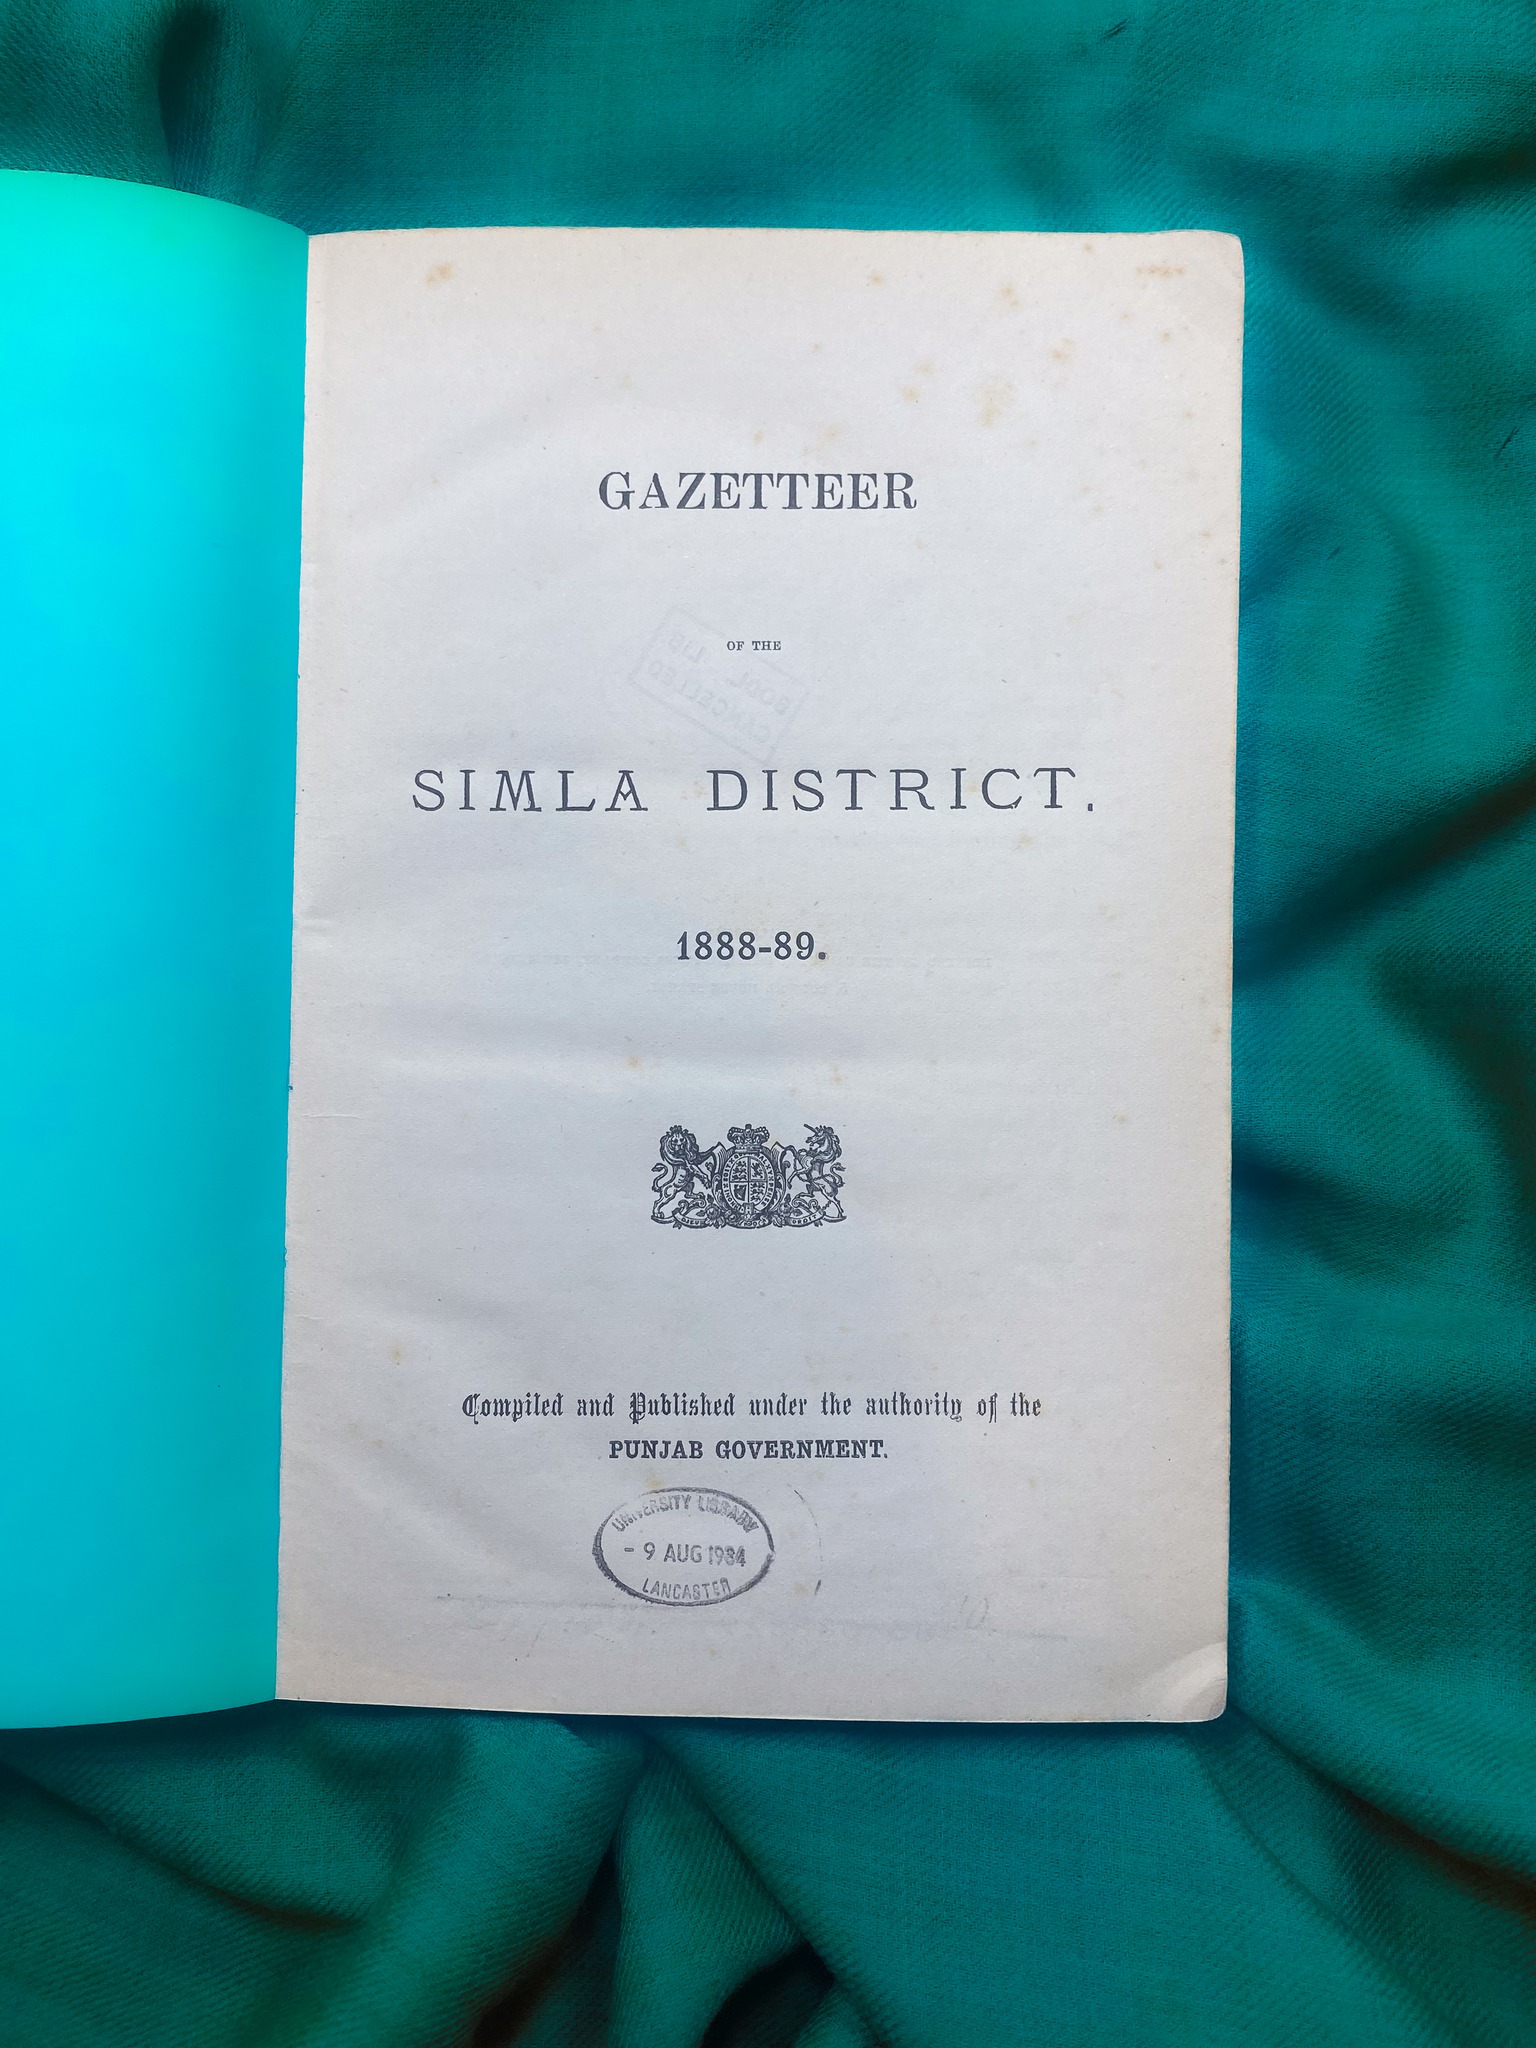 GAZETTEER
OF THE
SIMLA DISTRICT.
1888-89.
Compiled and Published under the authority of the
PUNJAB GOVERNMENT.
UNIVERSITY LIBRARY
- 9 AUG 1984
LANCASTER